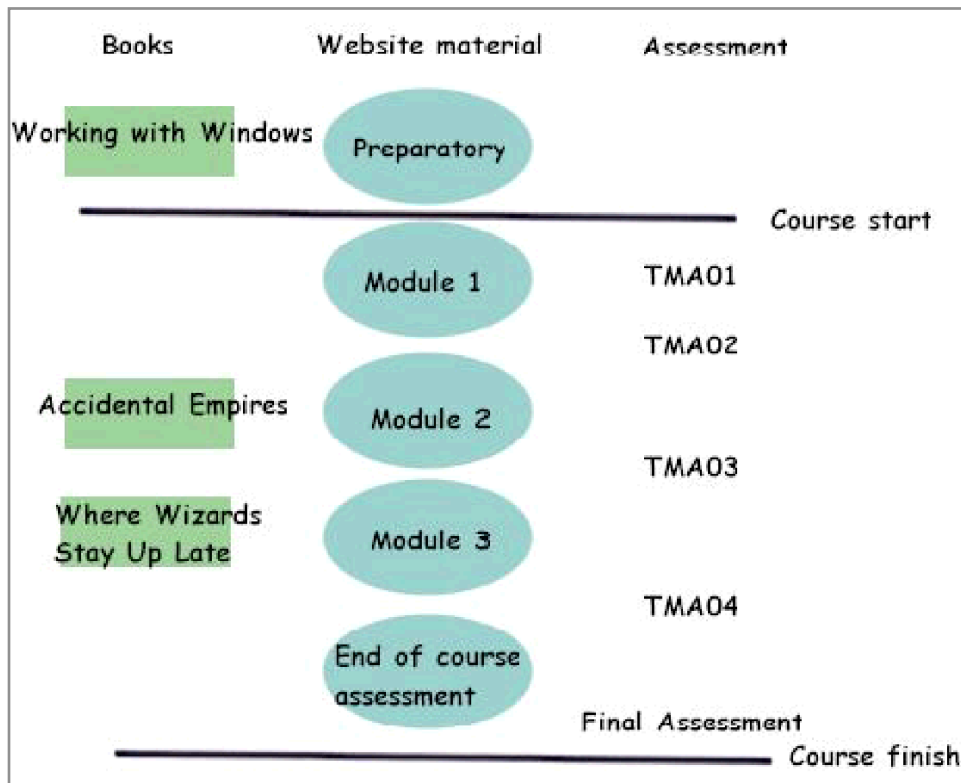 Books Website material Assessment
Working with Windows Preparatory
Course start
Module 1 TMA01
TMA02
Accidental Empires Module 2
TMA03
Where Wizards
Stay Up Late Module 3
TMA04
End of course
assessment
Final Assessment
Course finish